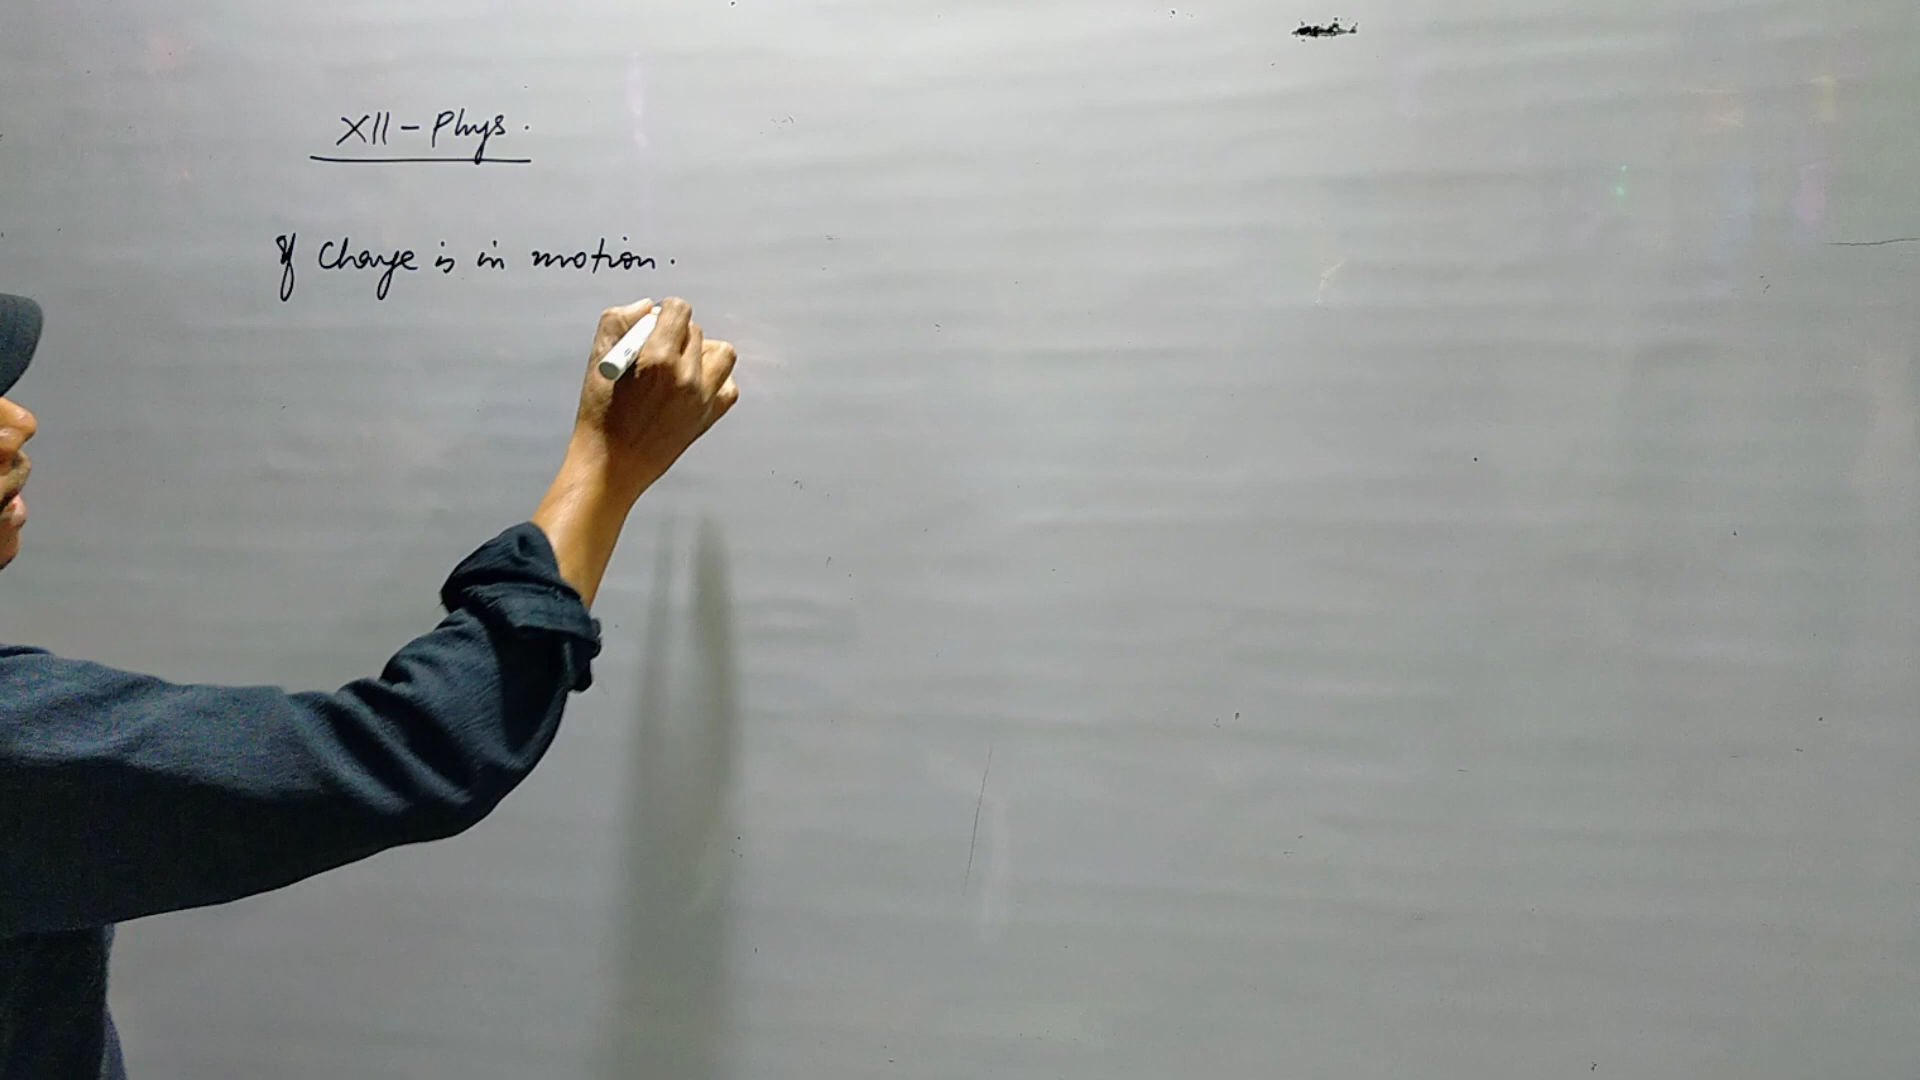 XII - Phys.
If Charge is in motion.